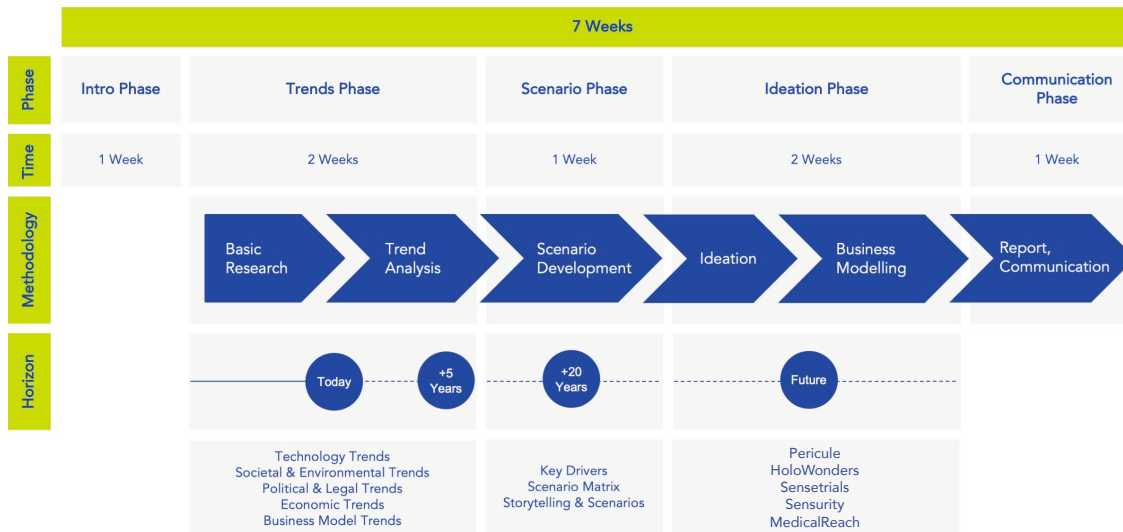 7 Weeks
Phase
Intro Phase
Trends Phase
Scenario Phase
Ideation Phase
Communication
Phase
Time
1 Week
2 Weeks
1 Week
2 Weeks
1 Week
Methodology
Basic
Research
Trend
Analysis
Scenario
Development
Ideation
Business
Modelling
Report,
Communication
Horizon
Today
+5
Years
+20
Years
Future
Technology Trends
Societal & Environmental Trends
Political & Legal Trends
Economic Trends
Business Model Trends
Key Drivers
Scenario Matrix
Storytelling & Scenarios
Pericule
HoloWonders
Sensetrials
Sensurity
MedicalReach